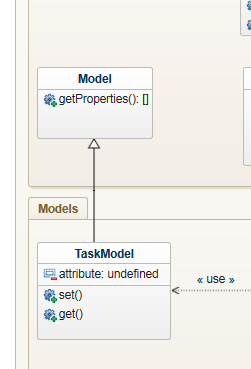 Model
getProperties(): []
Models
TaskModel
attribute: undefined
« use »
set()
get()